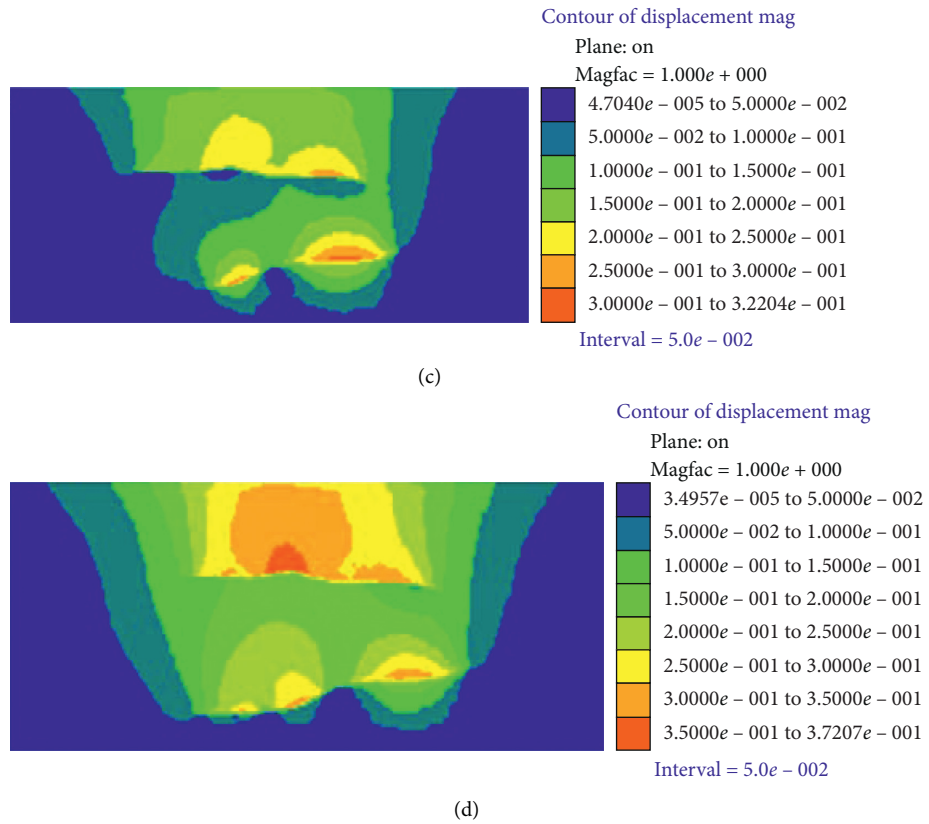 Contour of displacement mag
Plane: on
Magfac = 1.000e + 000
4.7040e – 005 to 5.0000e – 002
5.0000e – 002 to 1.0000e – 001
1.0000e – 001 to 1.5000e – 001
1.5000e – 001 to 2.0000e – 001
2.0000e – 001 to 2.5000e – 001
2.5000e – 001 to 3.0000e – 001
3.0000e – 001 to 3.2204e – 001
Interval = 5.0e – 002
(c)
Contour of displacement mag
Plane: on
Magfac = 1.000e + 000
3.4957e – 005 to 5.0000e – 002
5.0000e – 002 to 1.0000e – 001
1.0000e – 001 to 1.5000e – 001
1.5000e – 001 to 2.0000e – 001
2.0000e – 001 to 2.5000e – 001
2.5000e – 001 to 3.0000e – 001
3.0000e – 001 to 3.5000e – 001
3.5000e – 001 to 3.7207e – 001
Interval = 5.0e – 002
(d)